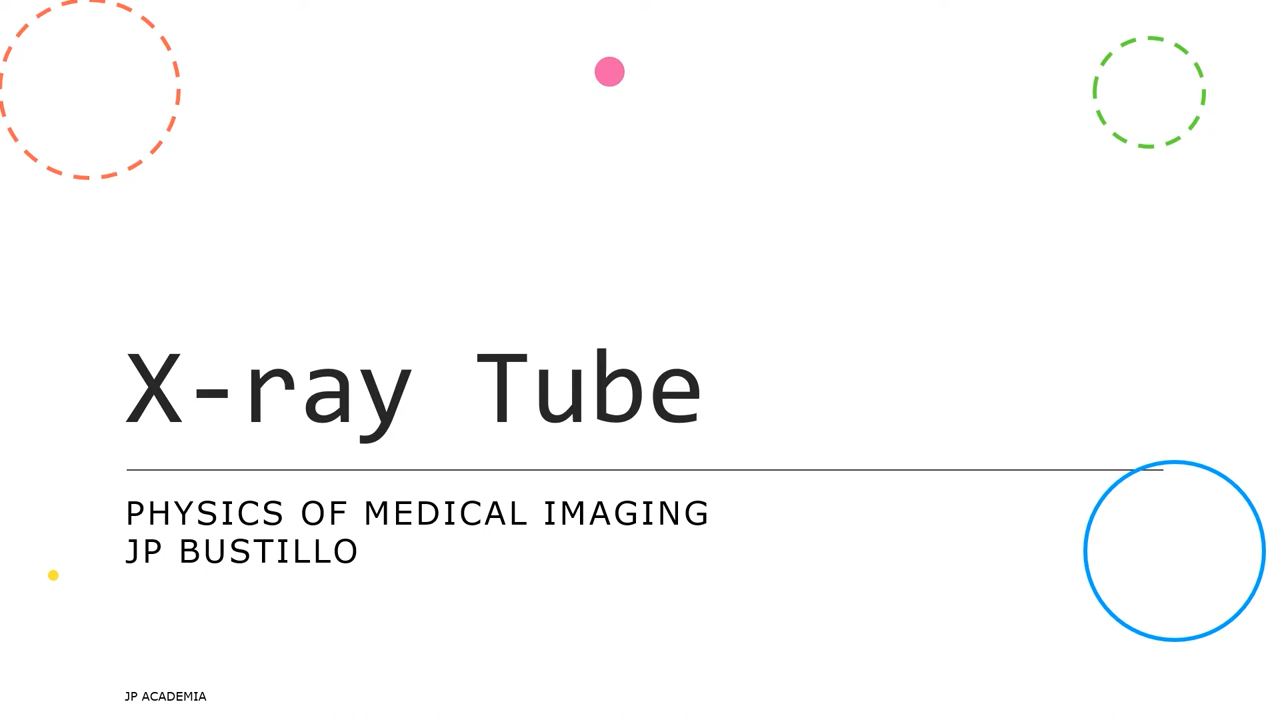 X-ray Tube
PHYSICS OF MEDICAL IMAGING
JP BUSTILLO
JP ACADEMIA